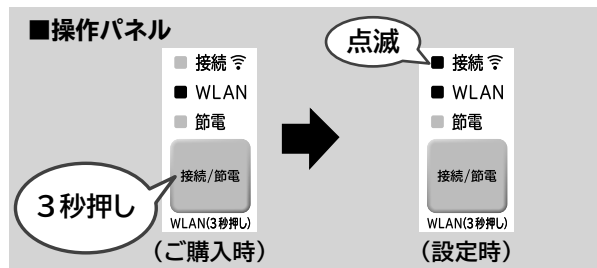 ■操作パネル
接続
WLAN
節電
接続/節電
WLAN(3秒押し)
3秒押し
(ご購入時)
点滅
接続
WLAN
節電
接続/節電
WLAN(3秒押し)
(設定時)